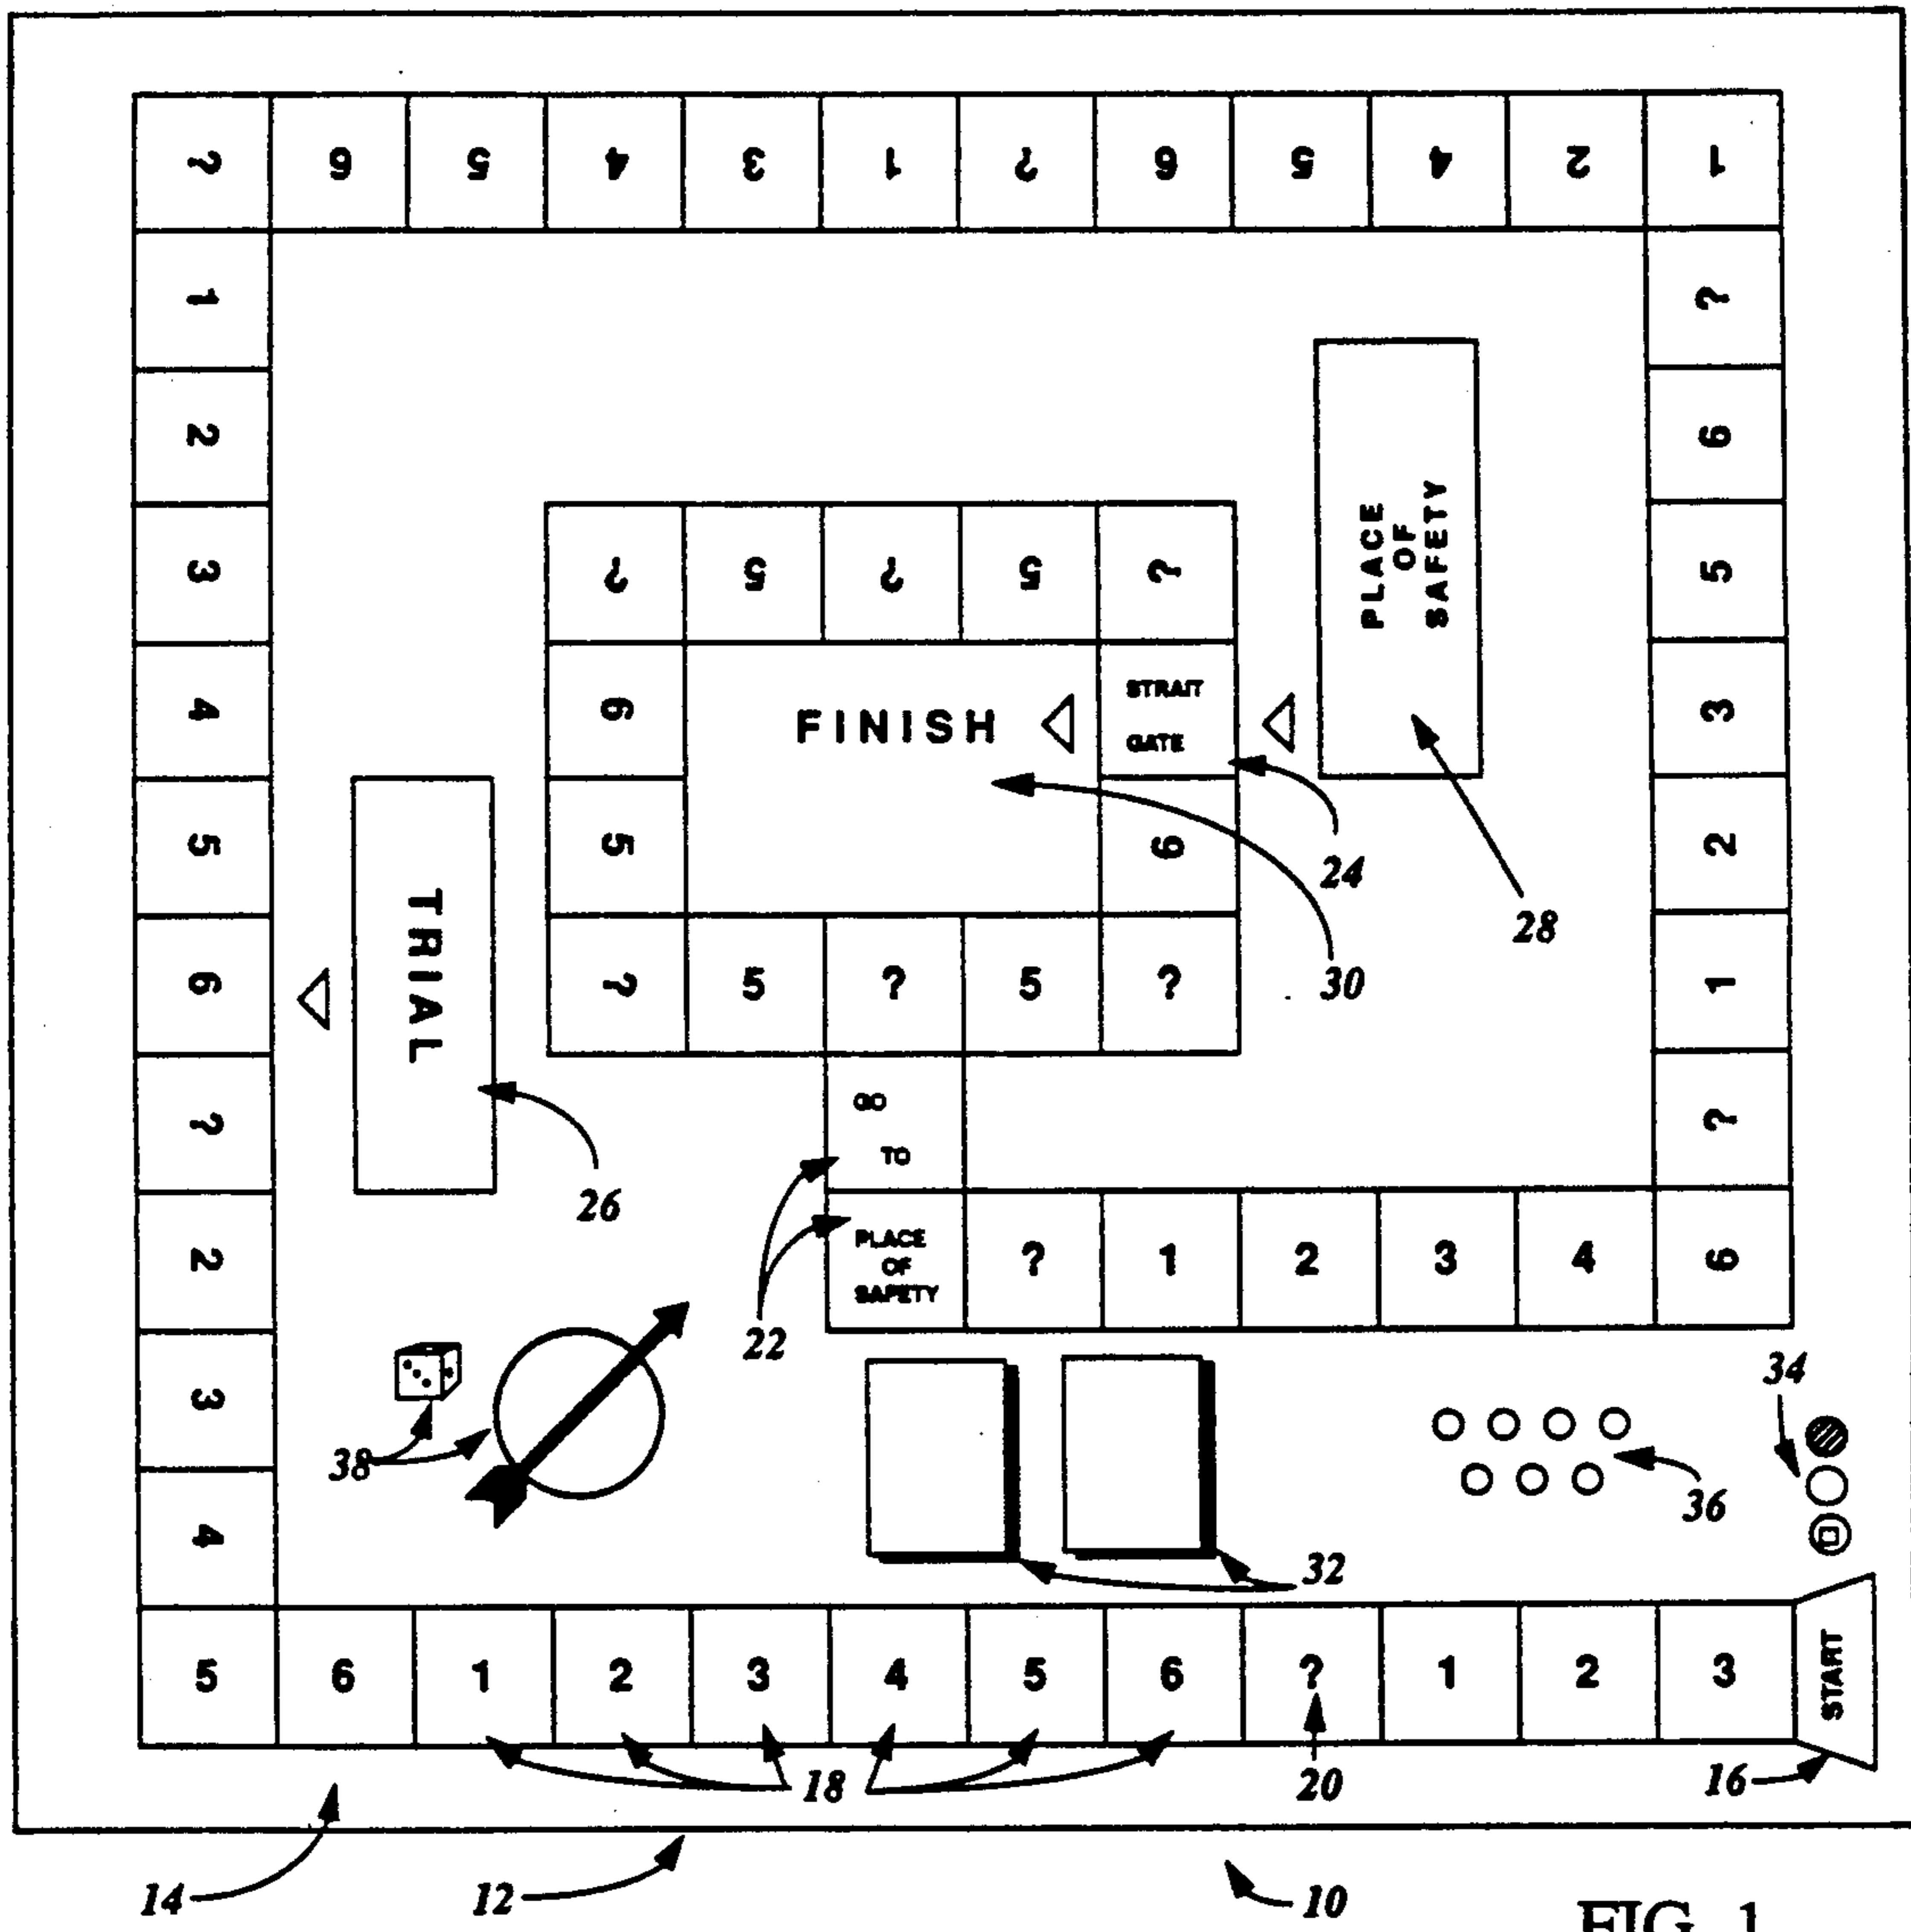 ? 6 5 4 3 1 ? 6 5 4 2 1
1 ?
2 6
PLACE
OF
SAFETY
3 ? 5 ? 5 ? 5
STRAIT
4 6 FINISH 3
GATE
5 5 6 2
24
28
TRIAL
6 ? 5 ? 5 ? 1
30
GO
? ?
TO
26
PLACE
2 OF ? 1 2 3 4 6
SAFETY
22
34
3
38
36
4
32
5 6 1 2 3 4 5 6 ? 1 2 3 START
18 20 16
14 12 10
FIG. 1